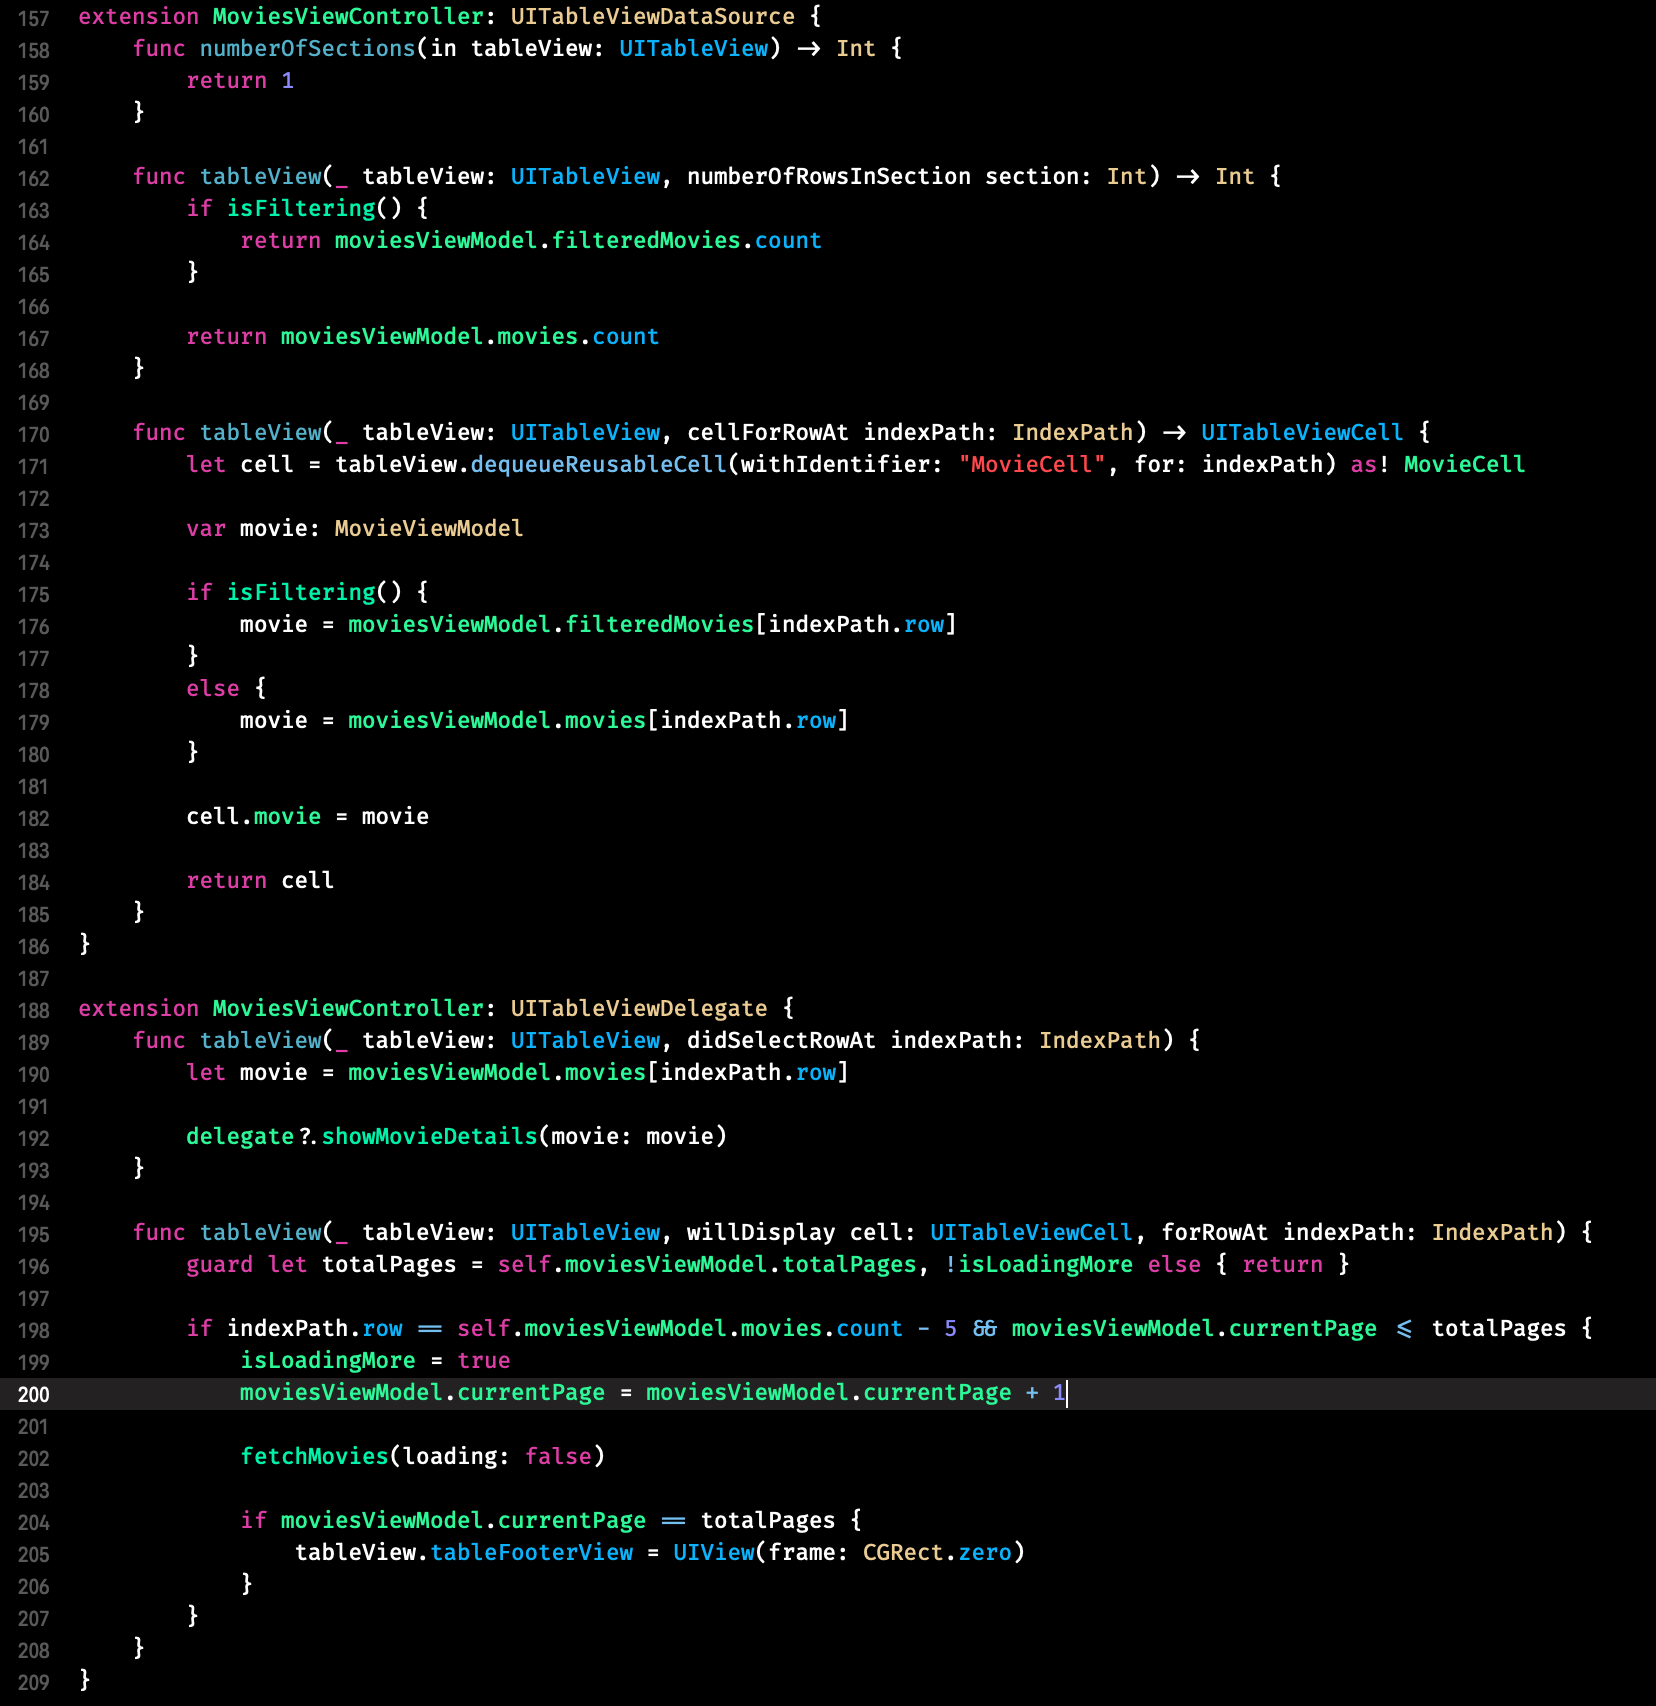 157 extension MoviesViewController: UITableViewDataSource {
158     func numberOfSections(in tableView: UITableView) -> Int {
159         return 1
160     }
161
162     func tableView(_ tableView: UITableView, numberOfRowsInSection section: Int) -> Int {
163         if isFiltering() {
164             return moviesViewModel.filteredMovies.count
165         }
166
167         return moviesViewModel.movies.count
168     }
169
170     func tableView(_ tableView: UITableView, cellForRowAt indexPath: IndexPath) -> UITableViewCell {
171         let cell = tableView.dequeueReusableCell(withIdentifier: "MovieCell", for: indexPath) as! MovieCell
172
173         var movie: MovieViewModel
174
175         if isFiltering() {
176             movie = moviesViewModel.filteredMovies[indexPath.row]
177         }
178         else {
179             movie = moviesViewModel.movies[indexPath.row]
180         }
181
182         cell.movie = movie
183
184         return cell
185     }
186 }
187
188 extension MoviesViewController: UITableViewDelegate {
189     func tableView(_ tableView: UITableView, didSelectRowAt indexPath: IndexPath) {
190         let movie = moviesViewModel.movies[indexPath.row]
191
192         delegate?.showMovieDetails(movie: movie)
193     }
194
195     func tableView(_ tableView: UITableView, willDisplay cell: UITableViewCell, forRowAt indexPath: IndexPath) {
196         guard let totalPages = self.moviesViewModel.totalPages, !isLoadingMore else { return }
197
198         if indexPath.row == self.moviesViewModel.movies.count - 5 && moviesViewModel.currentPage <= totalPages {
199             isLoadingMore = true
200             moviesViewModel.currentPage = moviesViewModel.currentPage + 1
201
202             fetchMovies(loading: false)
203
204             if moviesViewModel.currentPage == totalPages {
205                 tableView.tableFooterView = UIView(frame: CGRect.zero)
206             }
207         }
208     }
209 }